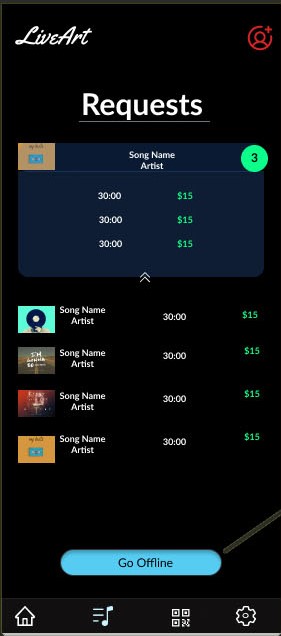 LiveArt
Requests
Song Name
Artist
3
30:00 $15
30:00 $15
30:00 $15
Song Name
Artist
30:00
$15
Song Name
Artist
30:00
$15
Song Name
Artist
30:00
$15
Song Name
Artist
30:00
$15
Go Offline